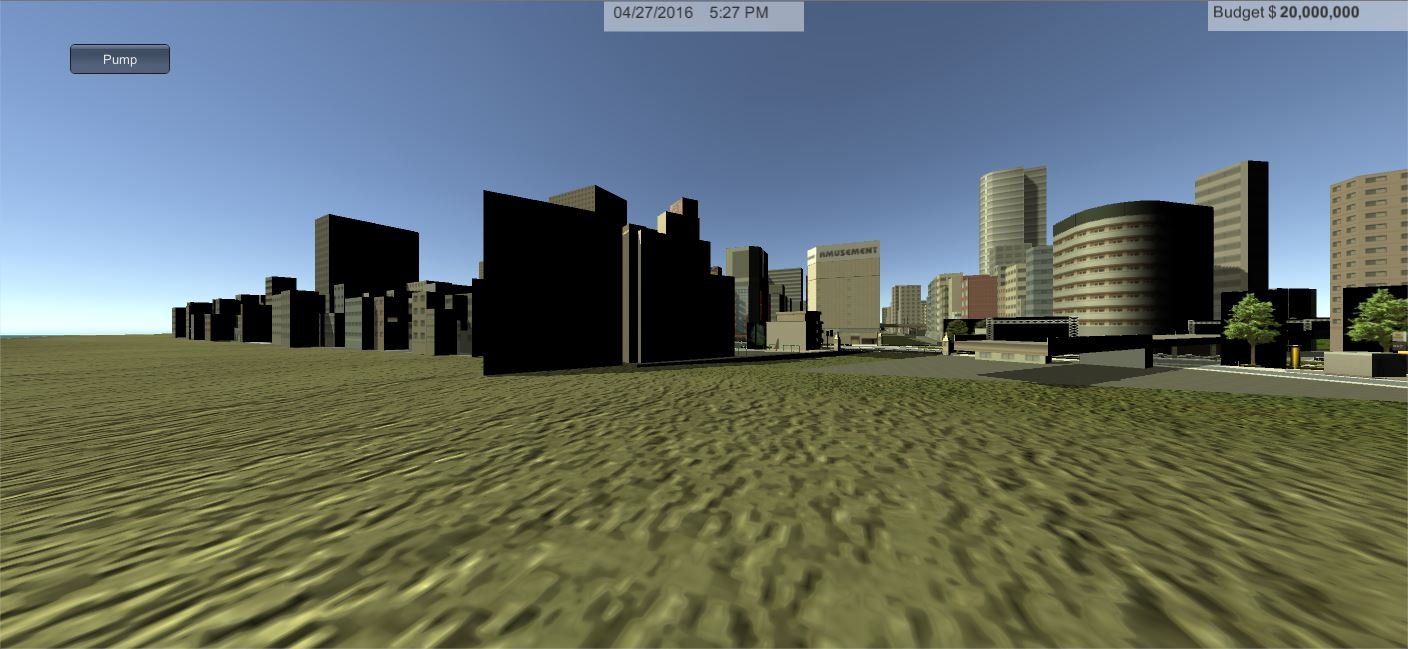 04/27/2016 5:27 PM
Budget $ 20,000,000
Pump
AMUSEMENT